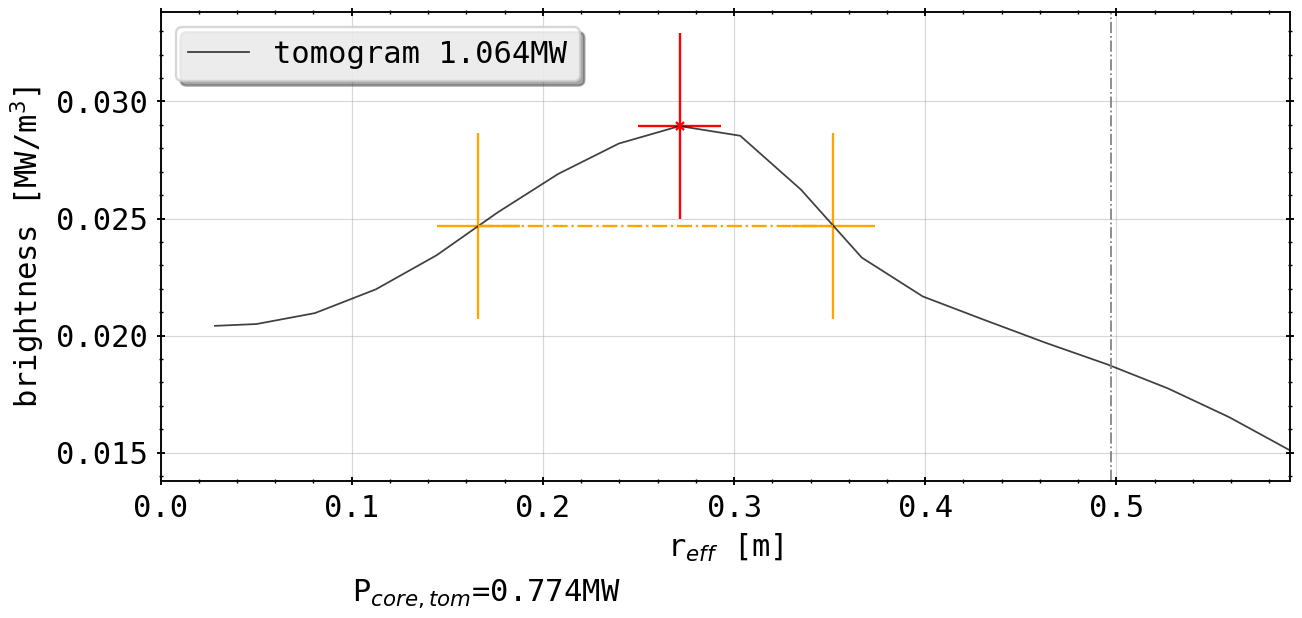 tomogram 1.064MW
brightness [MW/m³]
0.030
0.025
0.020
0.015
0.0 0.1 0.2 0.3 0.4 0.5
r_eff [m]
P_core,tom=0.774MW